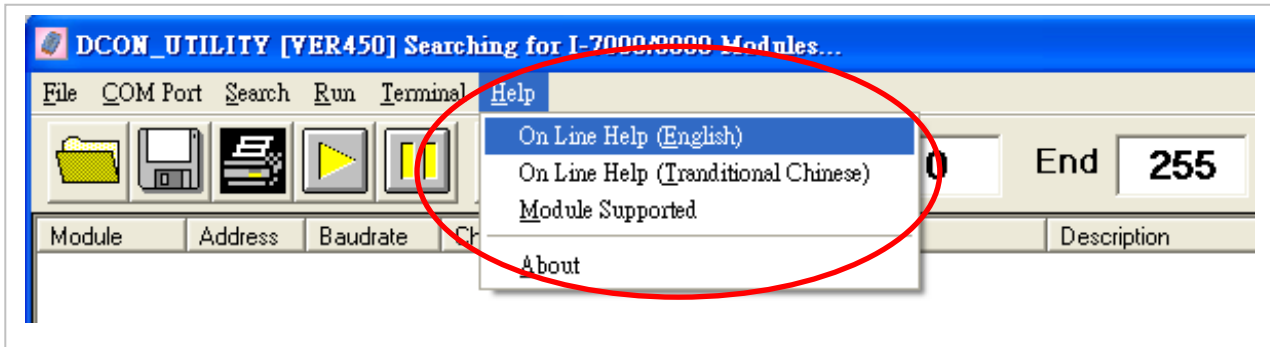 DCON_UTILITY [VER450] Searching for I-7000/8000 Modules...
File COM Port Search Run Terminal Help
On Line Help (English)
On Line Help (Tranditional Chinese)
Module Supported
About
0 End 255
Module Address Baudrate Description